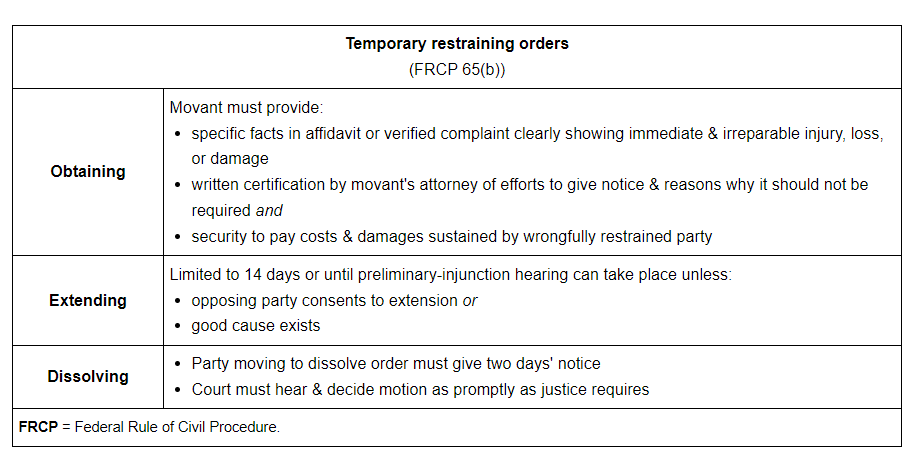 Temporary restraining orders
(FRCP 65(b))
Obtaining
Movant must provide:
• specific facts in affidavit or verified complaint clearly showing immediate & irreparable injury, loss,
or damage
• written certification by movant's attorney of efforts to give notice & reasons why it should not be
required and
• security to pay costs & damages sustained by wrongfully restrained party
Extending
Limited to 14 days or until preliminary-injunction hearing can take place unless:
• opposing party consents to extension or
• good cause exists
Dissolving
• Party moving to dissolve order must give two days' notice
• Court must hear & decide motion as promptly as justice requires
FRCP = Federal Rule of Civil Procedure.